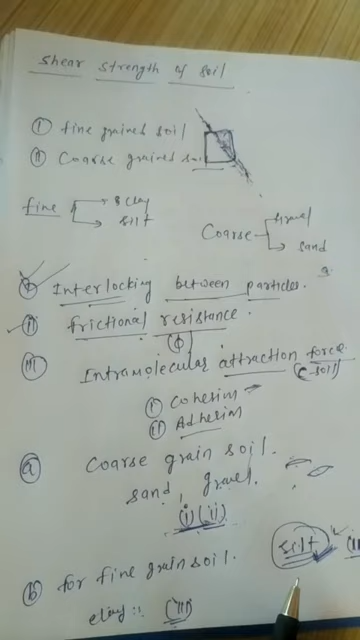 Shear strength of soil
(i) fine grained soil
(ii) Coarse grained soil
fine → clay
→ silt
Coarse → gravel
→ sand
(i) Interlocking between particles.
(ii) frictional resistance.
(ϕ)
(iii) Intramolecular attraction force
(c-soil)
(i) Cohesion
(ii) Adhesion
(a) Coarse grain soil.
sand, gravel.
(i) (ii)
(b) for fine grain soil.
silt
clay:: (iii)